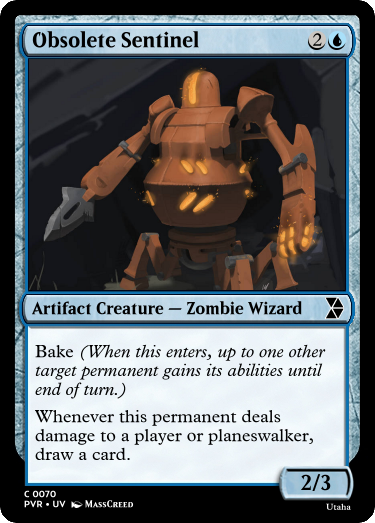 Obsolete Sentinel 2
Artifact Creature — Zombie Wizard
Bake (When this enters, up to one other
target permanent gains its abilities until
end of turn.)
Whenever this permanent deals
damage to a player or planeswalker,
draw a card.
2/3
C 0070
PVR • UV MassCreed
Utaha